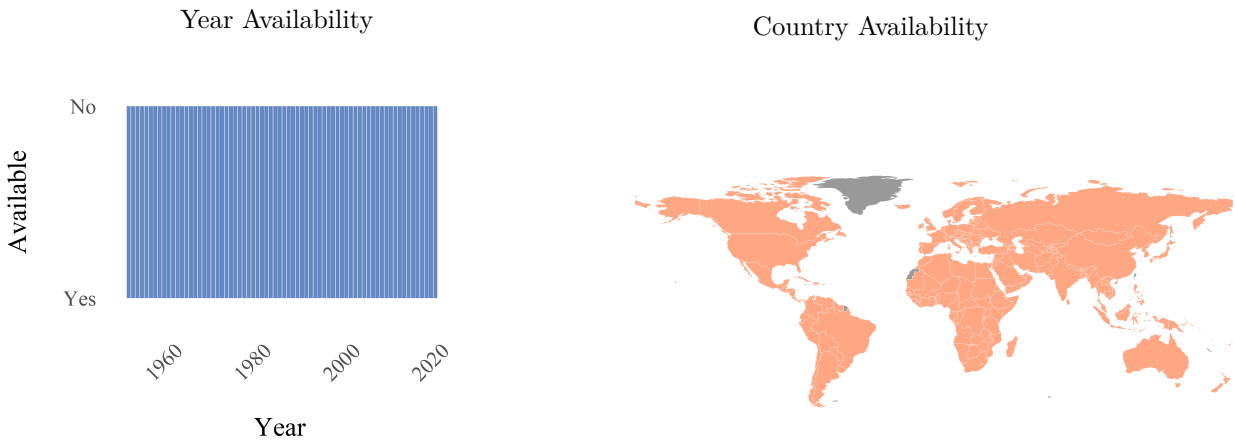 Year Availability
No
Yes
Available
1960
1980
2000
2020
Year
Country Availability